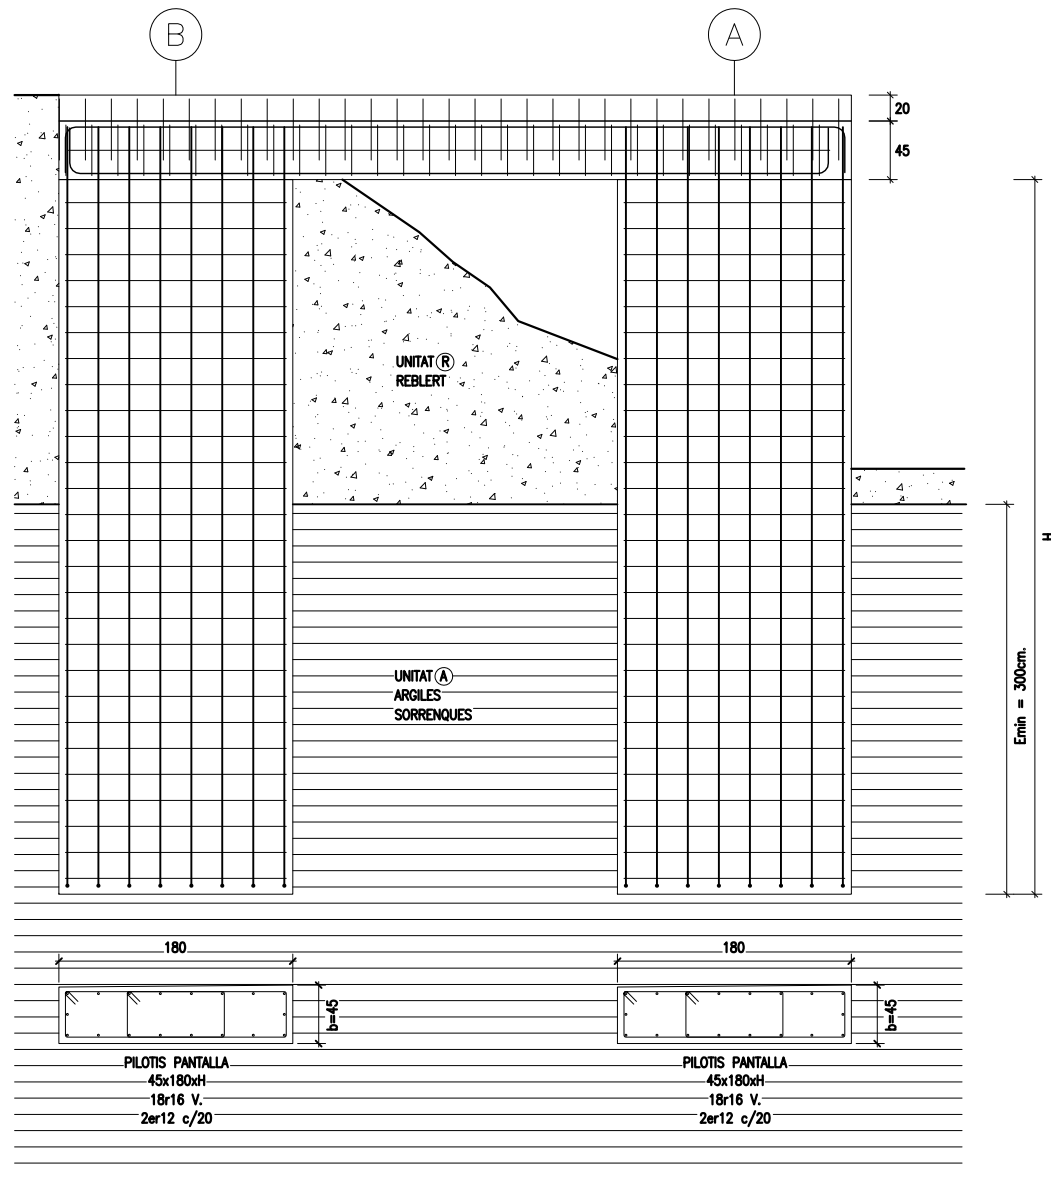 B
A
20
45
UNITAT R
REBLERT
H
UNITAT A
ARGILES
SORRENQUES
Emin = 300cm.
180
180
b=45
b=45
PILOTIS PANTALLA
45x180xH
18r16 V.
2er12 c/20
PILOTIS PANTALLA
45x180xH
18r16 V.
2er12 c/20